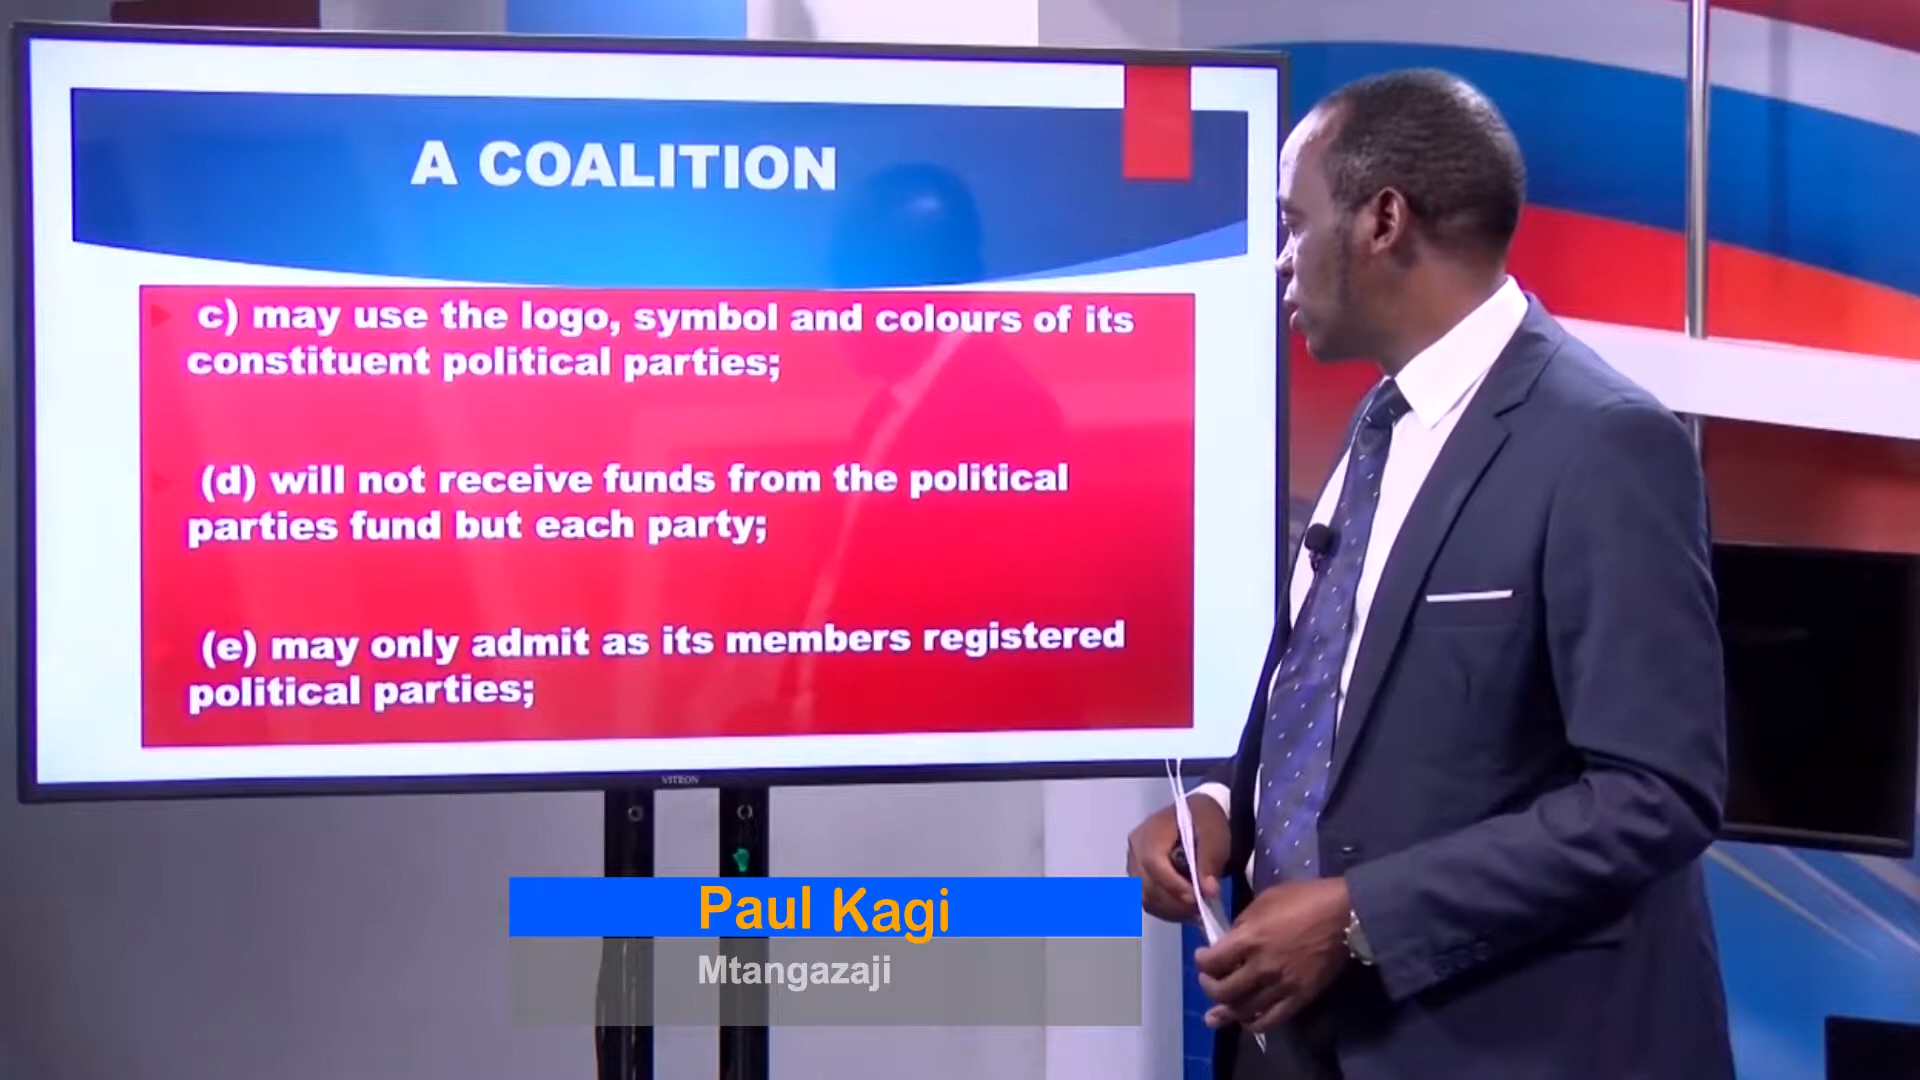 A COALITION
c) may use the logo, symbol and colours of its
constituent political parties;
(d) will not receive funds from the political
parties fund but each party;
(e) may only admit as its members registered
political parties;
VITRON
Paul Kagi
Mtangazaji